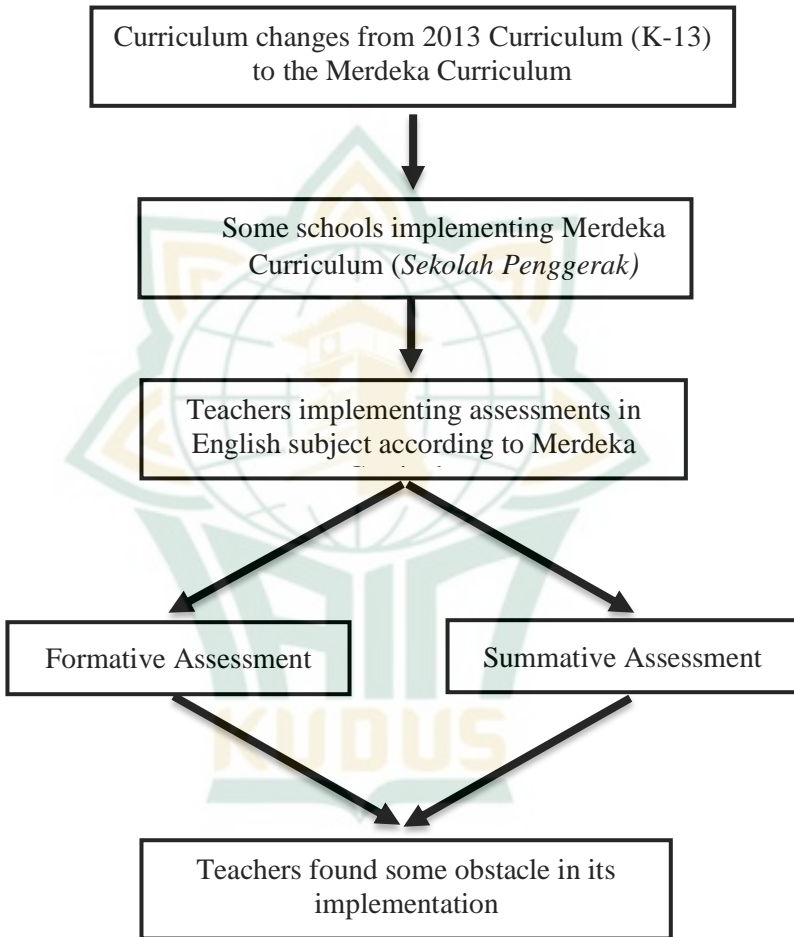 Curriculum changes from 2013 Curriculum (K-13)
to the Merdeka Curriculum
Some schools implementing Merdeka
Curriculum (Sekolah Penggerak)
Teachers implementing assessments in
English subject according to Merdeka
Formative Assessment
Summative Assessment
KUDUS
Teachers found some obstacle in its
implementation